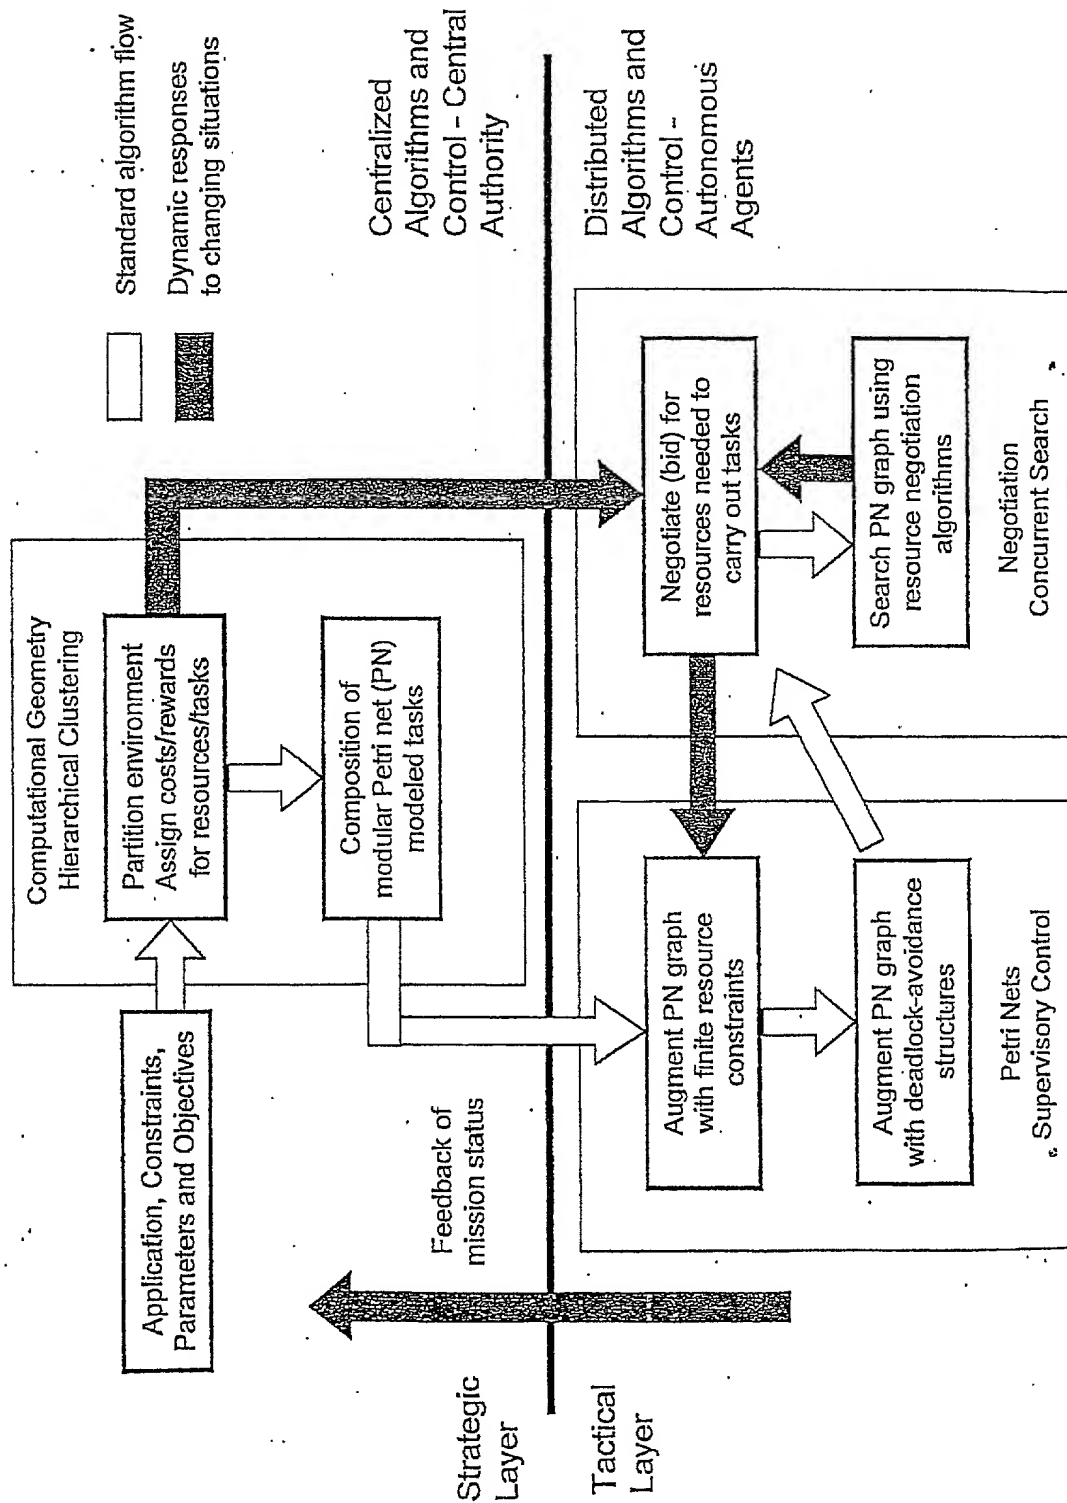 Standard algorithm flow
Dynamic responses
to changing situations
Computational Geometry
Hierarchical Clustering
Application, Constraints,
Parameters and Objectives
Partition environment
Assign costs/rewards
for resources/tasks
Composition of
modular Petri net (PN)
modeled tasks
Centralized
Algorithms and
Control – Central
Authority
Feedback of
mission status
Strategic
Layer
Tactical
Layer
Distributed
Algorithms and
Control -
Autonomous
Agents
Augment PN graph
with finite resource
constraints
Negotiate (bid) for
resources needed to
carry out tasks
Augment PN graph
with deadlock-avoidance
structures
Search PN graph using
resource negotiation
algorithms
Petri Nets
Supervisory Control
Negotiation
Concurrent Search